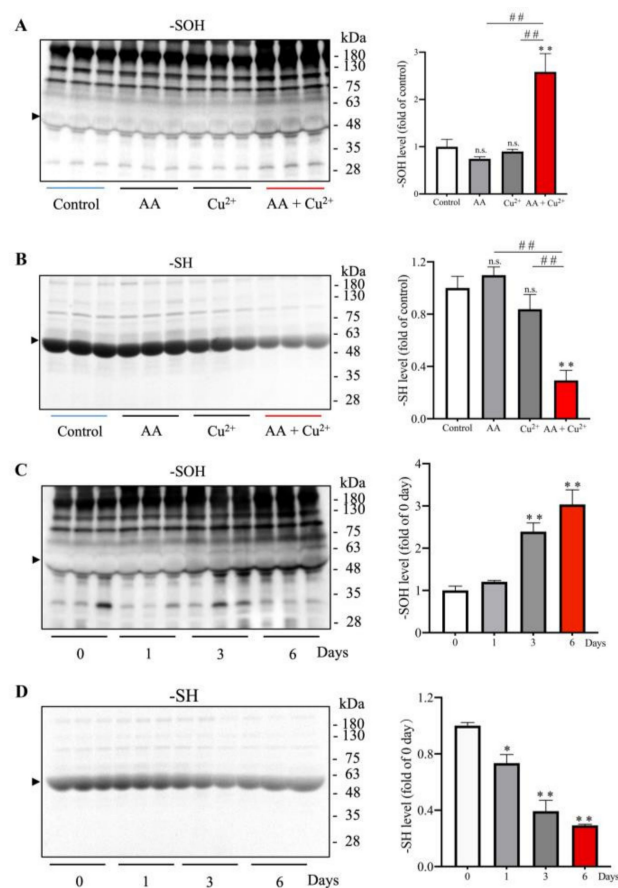 A
-SOH
kDa
- 180
- 130
- 75
- 63
- 48
- 35
- 28
Control AA Cu²⁺ AA + Cu²⁺
-SOH level (fold of control)
3
2
1
0
##
##
n.s.
n.s.
**
Control AA Cu²⁺ AA + Cu²⁺
B
-SH
kDa
- 180
- 130
- 75
- 63
- 48
- 35
- 28
Control AA Cu²⁺ AA + Cu²⁺
-SH level (fold of control)
1.2
0.8
0.4
0.0
##
##
n.s.
n.s.
**
Control AA Cu²⁺ AA + Cu²⁺
C
-SOH
kDa
- 180
- 130
- 75
- 63
- 48
- 35
- 28
0 1 3 6 Days
-SOH level (fold of 0 day)
4
3
2
1
0
**
**
0 1 3 6 Days
D
-SH
kDa
- 180
- 130
- 75
- 63
- 48
- 35
- 28
0 1 3 6 Days
-SH level (fold of 0 day)
1.2
0.8
0.4
0.0
*
**
**
0 1 3 6 Days